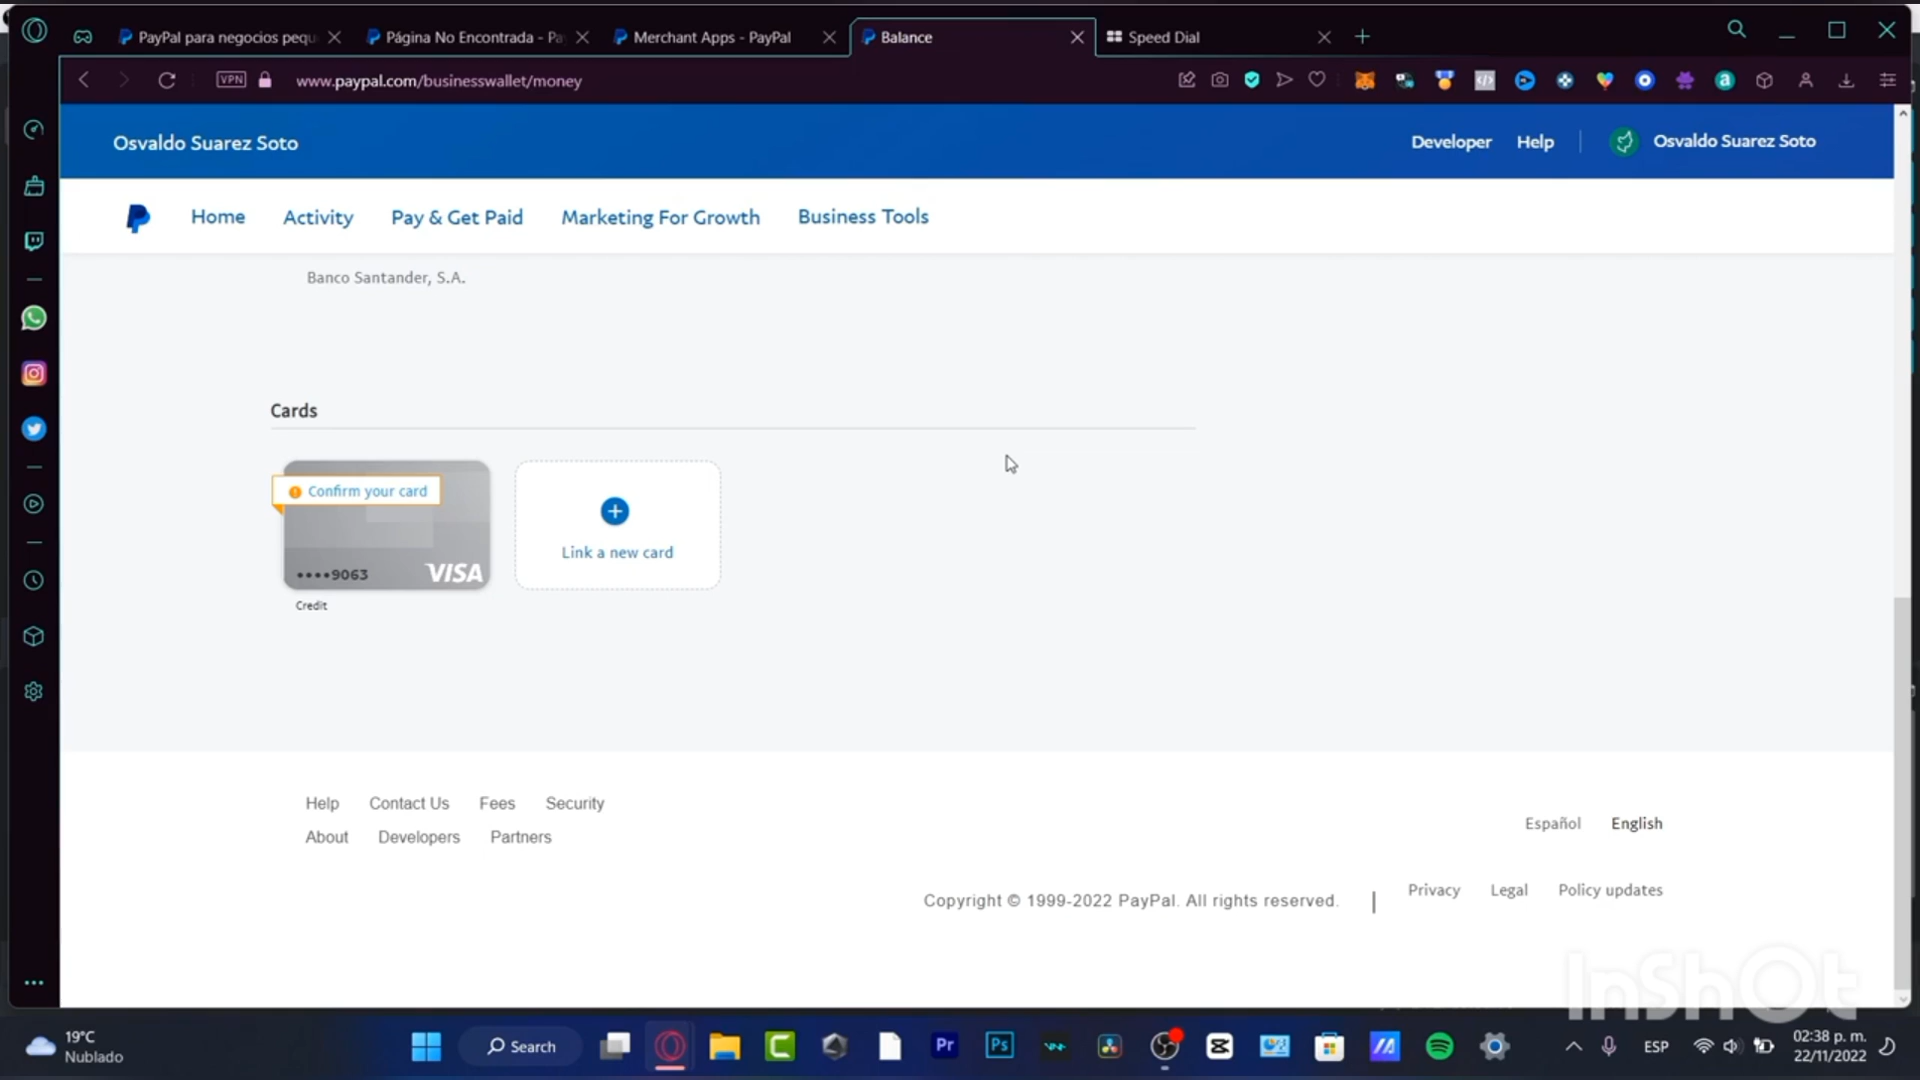 PayPal para negocios pequ
Página No Encontrada - Pa
Merchant Apps - PayPal
Balance
Speed Dial
VPN
www.paypal.com/businesswallet/money
Osvaldo Suarez Soto
Developer
Help
Osvaldo Suarez Soto
Home
Activity
Pay & Get Paid
Marketing For Growth
Business Tools
Banco Santander, S.A.
Cards
Confirm your card
••••9063
VISA
Credit
Link a new card
Help
Contact Us
Fees
Security
About
Developers
Partners
Español
English
Copyright © 1999-2022 PayPal. All rights reserved.
Privacy
Legal
Policy updates
InShOt
19°C
Nublado
Search
Pr
Ps
ESP
02:38 p. m.
22/11/2022